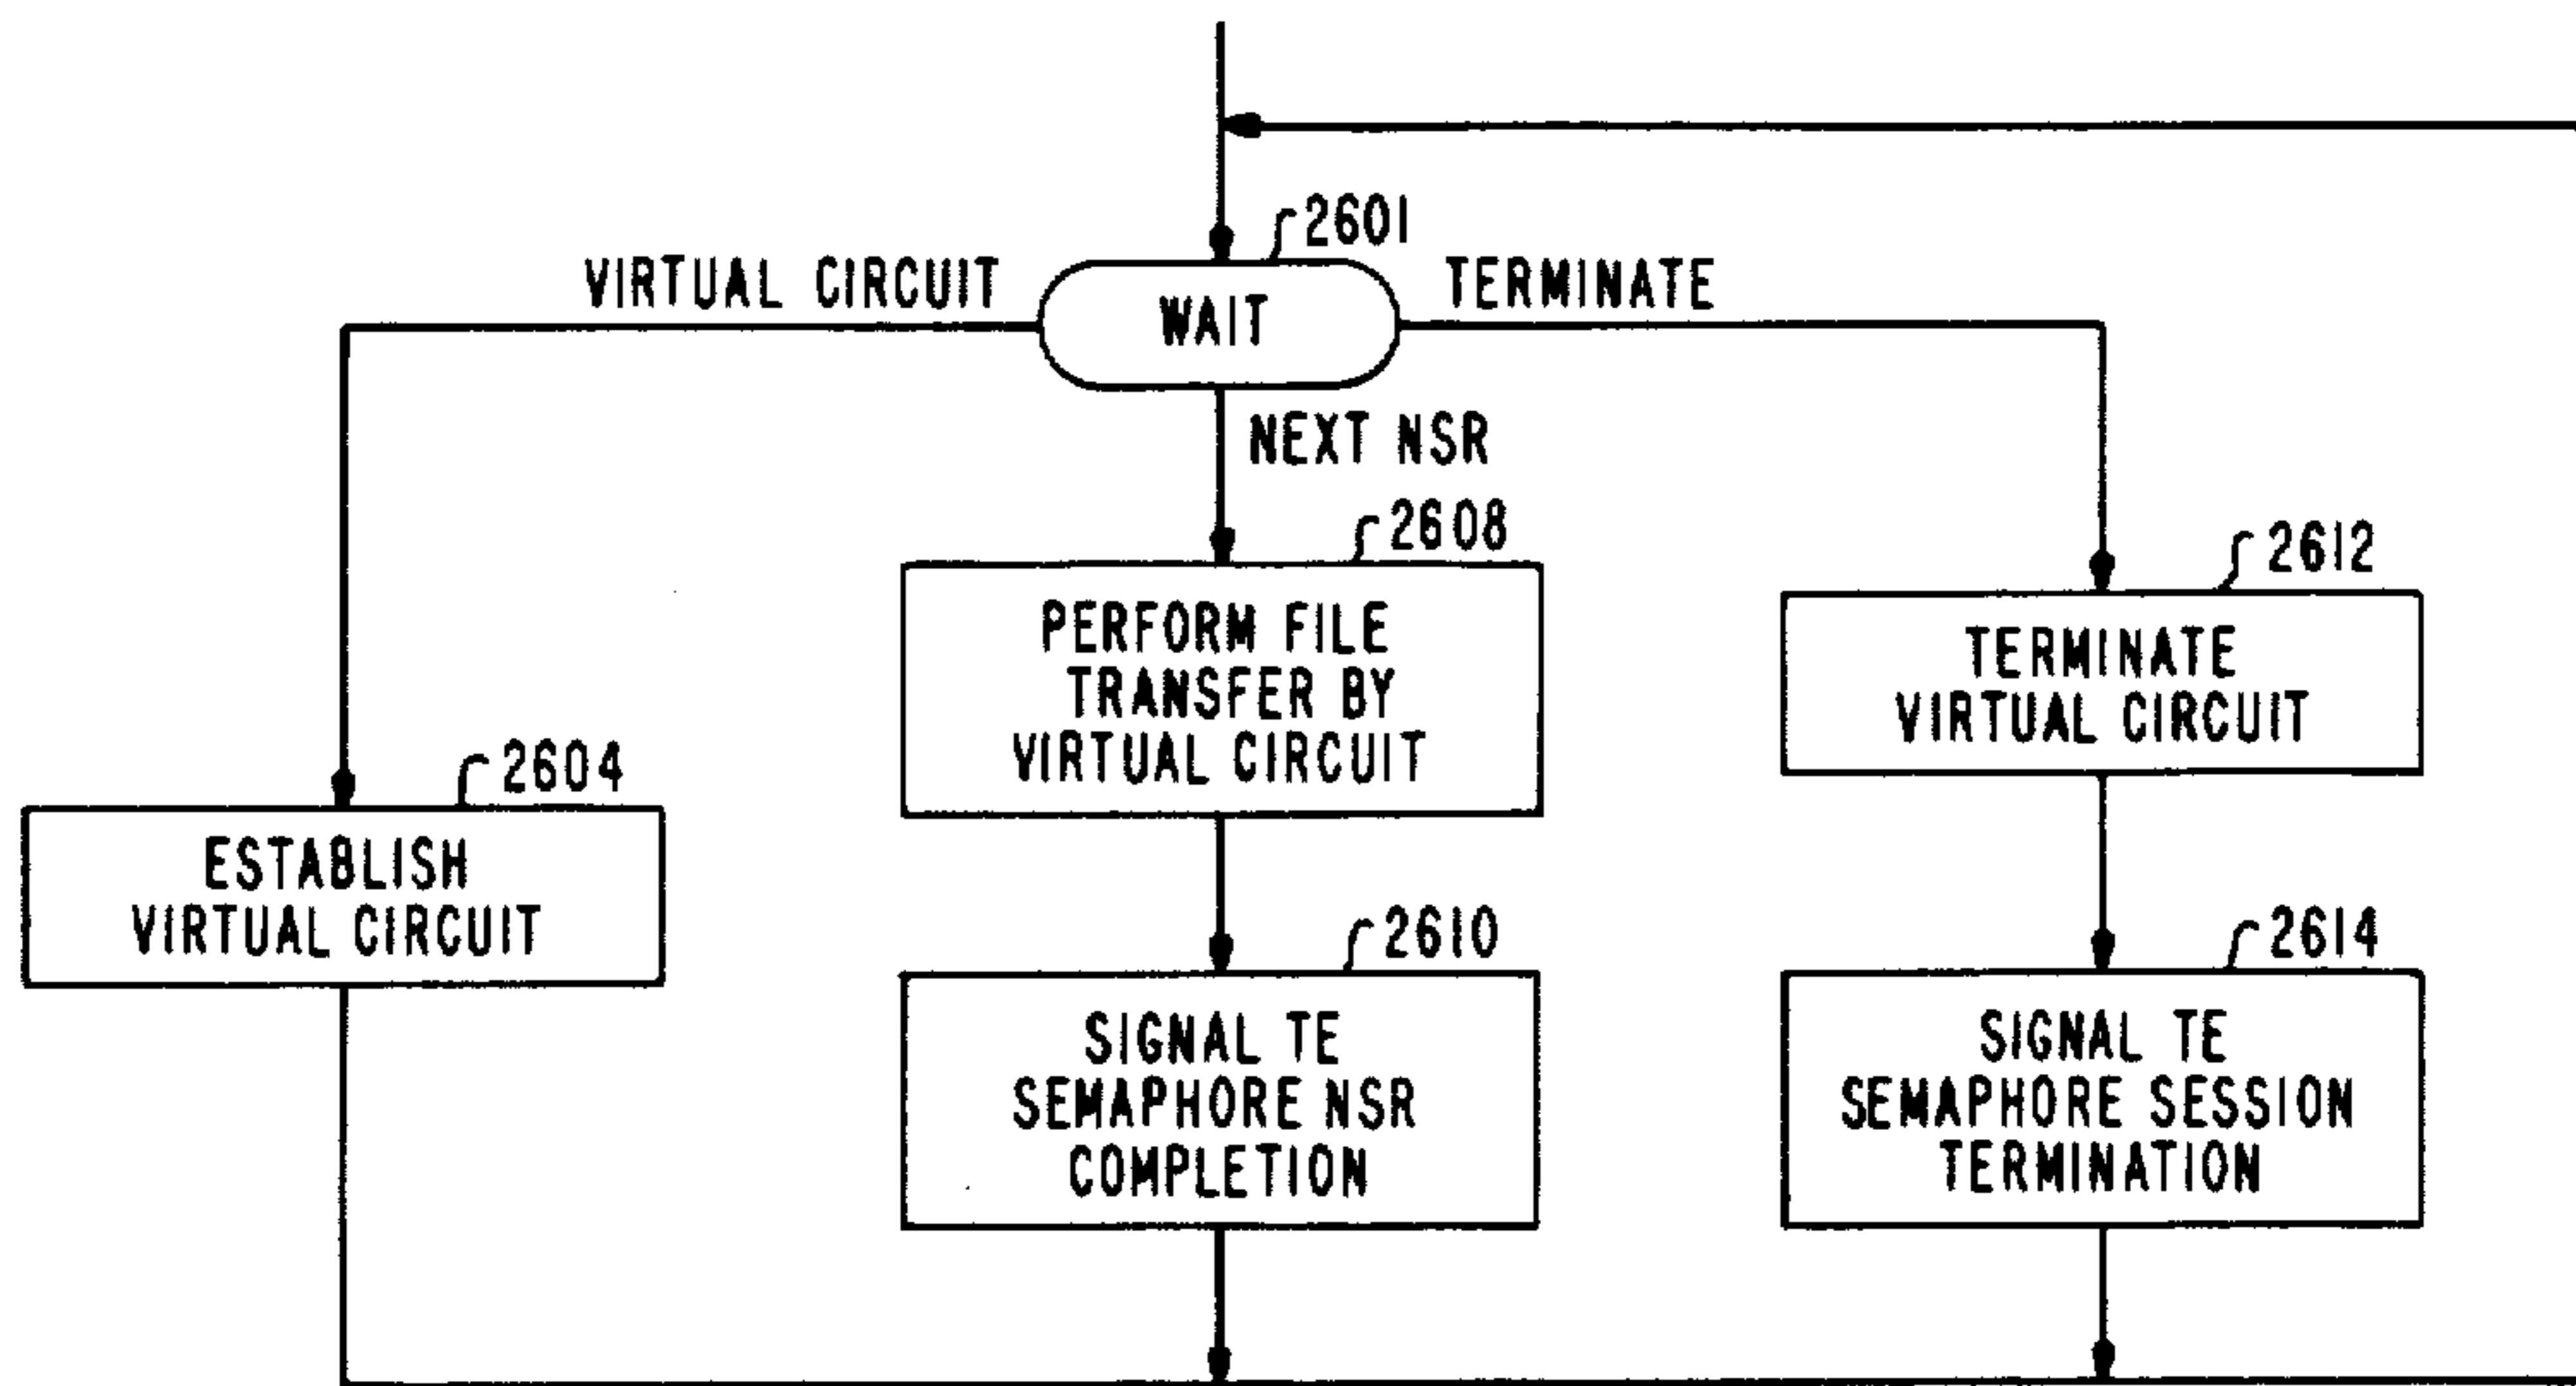 2601
VIRTUAL CIRCUIT
WAIT
TERMINATE
NEXT NSR
2608
PERFORM FILE
TRANSFER BY
VIRTUAL CIRCUIT
2612
TERMINATE
VIRTUAL CIRCUIT
2604
ESTABLISH
VIRTUAL CIRCUIT
2610
SIGNAL TE
SEMAPHORE NSR
COMPLETION
2614
SIGNAL TE
SEMAPHORE SESSION
TERMINATION